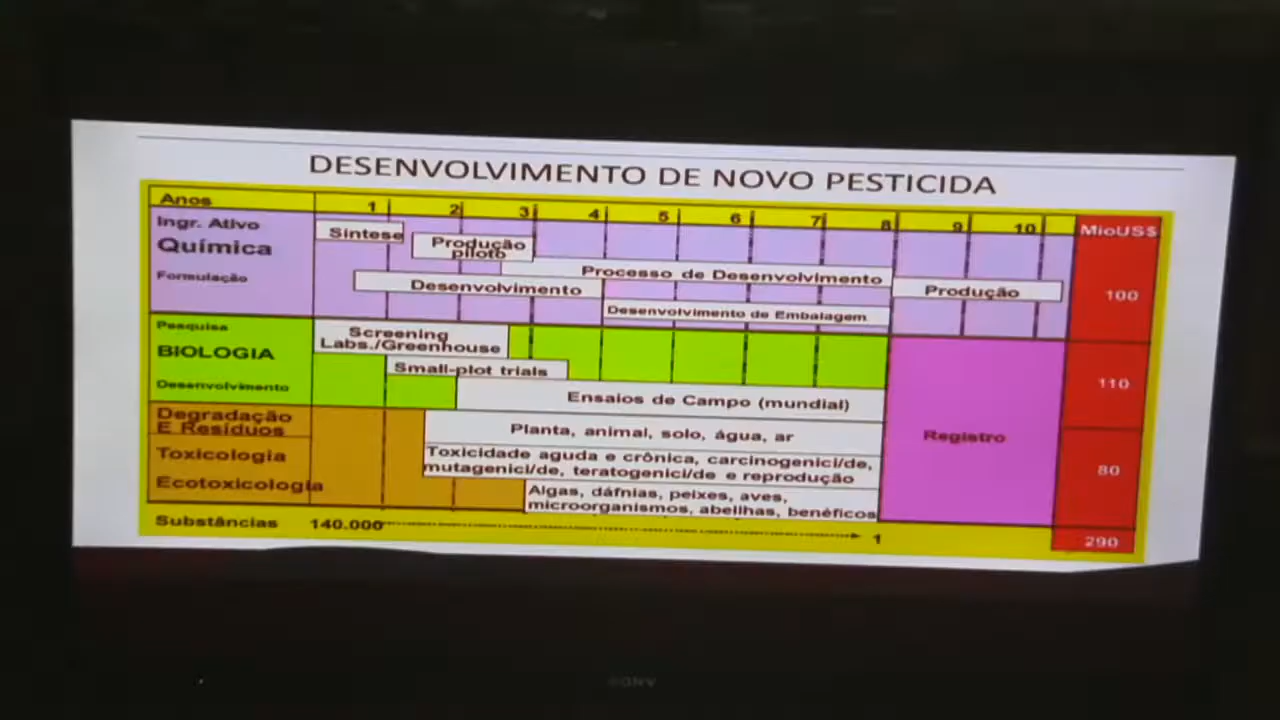 DESENVOLVIMENTO DE NOVO PESTICIDA
Anos 1 2 3 4 5 6 7 8 9 10 MioUS$
Ingr. Ativo
Química
Formulação
Síntese
Produção
piloto
Processo de Desenvolvimento
Desenvolvimento
Produção
100
Desenvolvimento de Embalagem
Pesquisa
BIOLOGIA
Desenvolvimento
Screening
Labs./Greenhouse
Small-plot trials
110
Ensaios de Campo (mundial)
Degradação
E Resíduos
Planta, animal, solo, água, ar
Registro
Toxicologia
Toxicidade aguda e crônica, carcinogenici/de,
mutagenici/de, teratogenici/de e reprodução
80
Ecotoxicologia
Algas, dáfnias, peixes, aves,
microorganismos, abelhas, benéficos
Substâncias 140.000 1
290
SONY